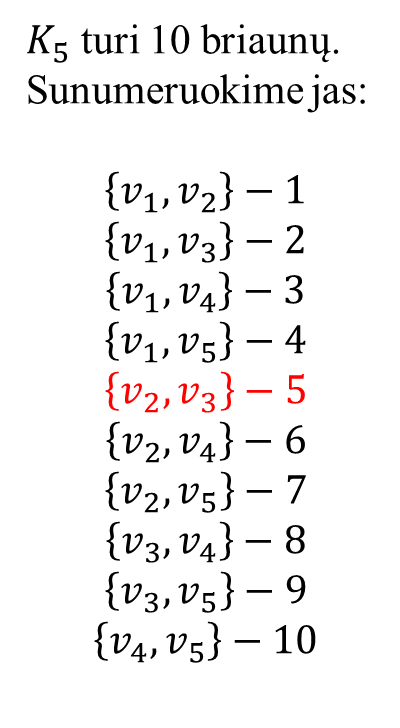 𝐾₅ turi 10 briaunų.
Sunumeruokime jas:
{𝑣₁, 𝑣₂} − 1
{𝑣₁, 𝑣₃} − 2
{𝑣₁, 𝑣₄} − 3
{𝑣₁, 𝑣₅} − 4
{𝑣₂, 𝑣₃} − 5
{𝑣₂, 𝑣₄} − 6
{𝑣₂, 𝑣₅} − 7
{𝑣₃, 𝑣₄} − 8
{𝑣₃, 𝑣₅} − 9
{𝑣₄, 𝑣₅} − 10